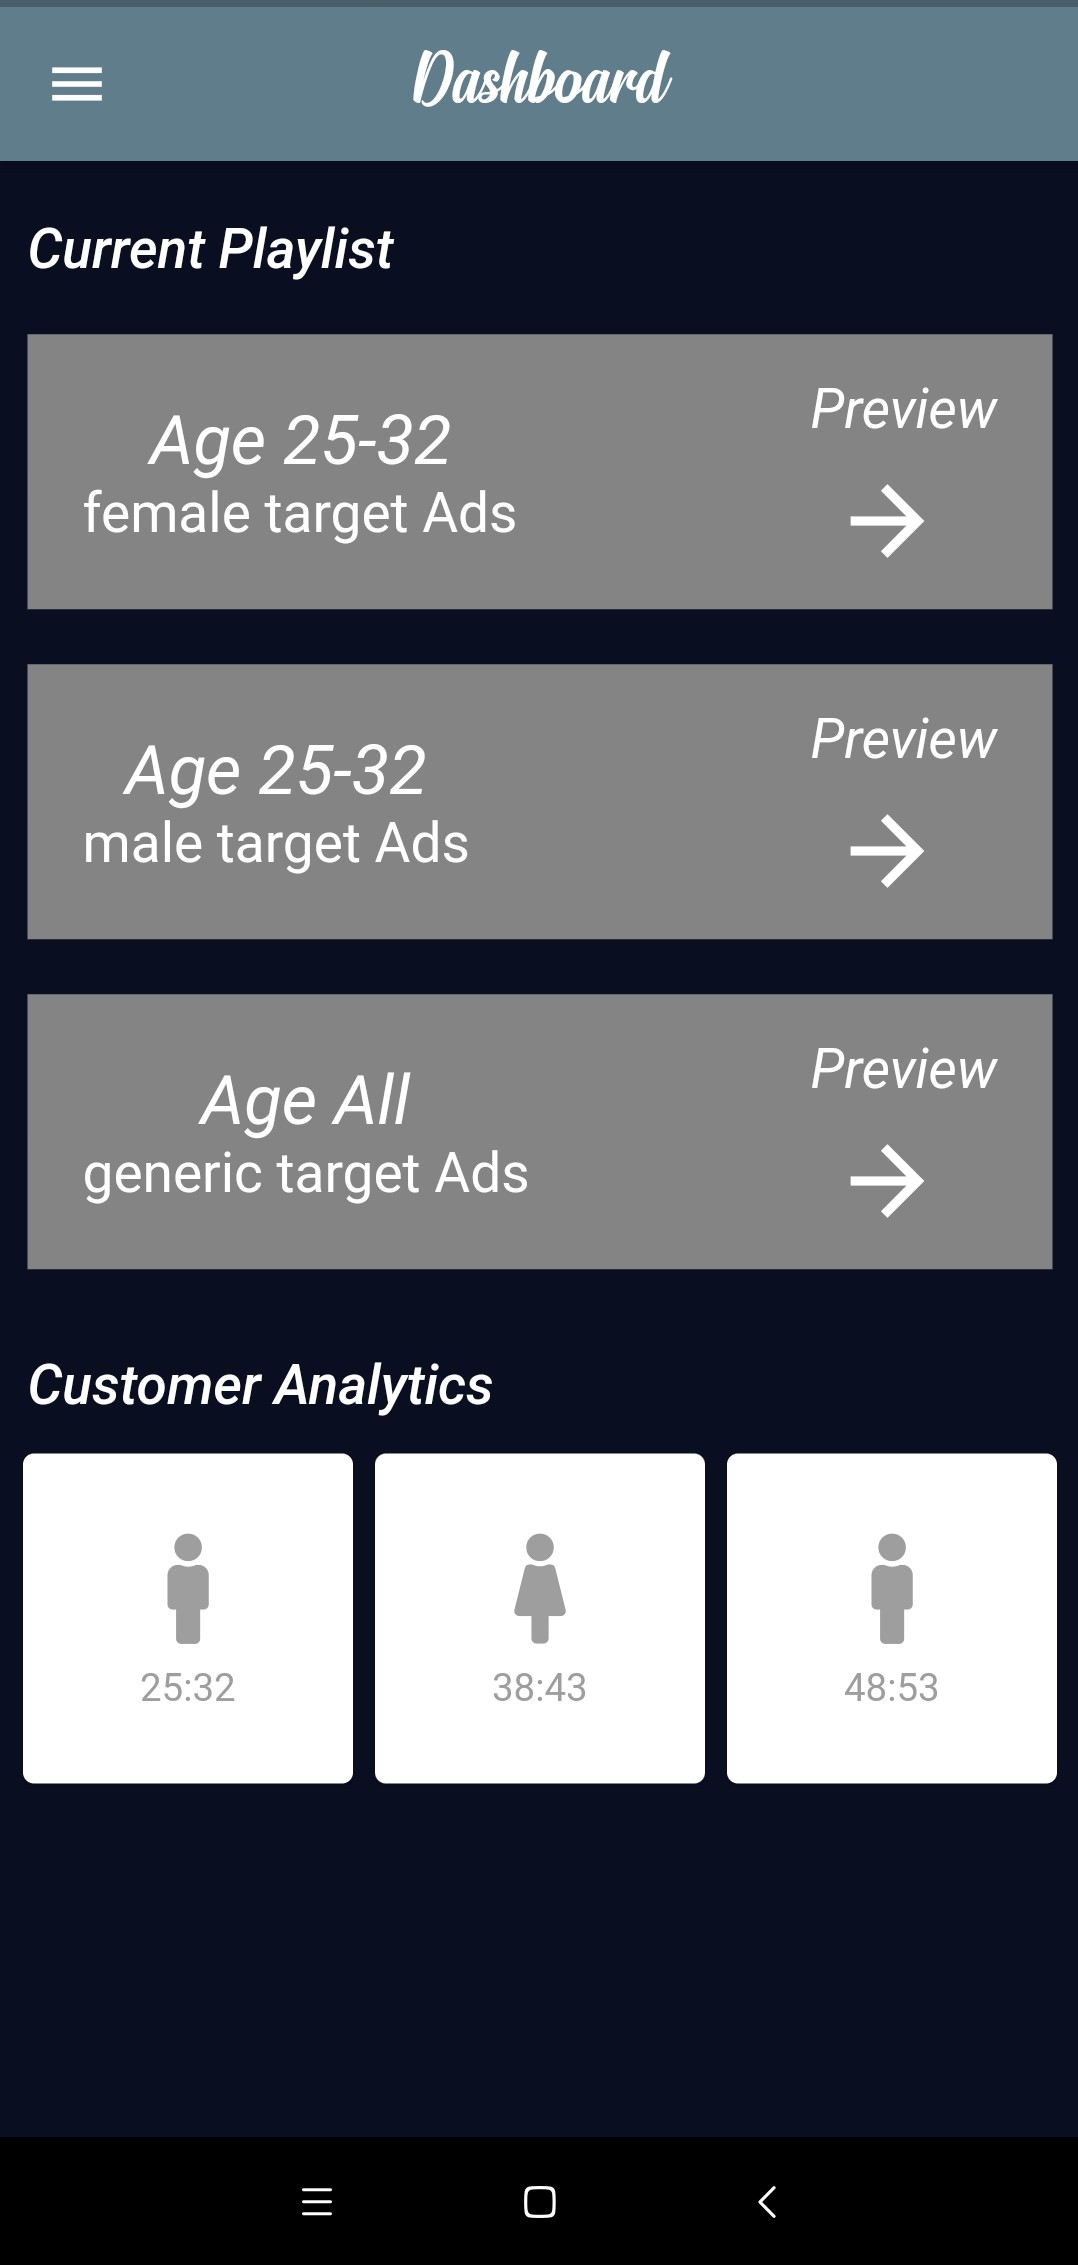 Dashboard
Current Playlist
Age 25-32
female target Ads
Preview
Age 25-32
male target Ads
Preview
Age All
generic target Ads
Preview
Customer Analytics
25:32
38:43
48:53